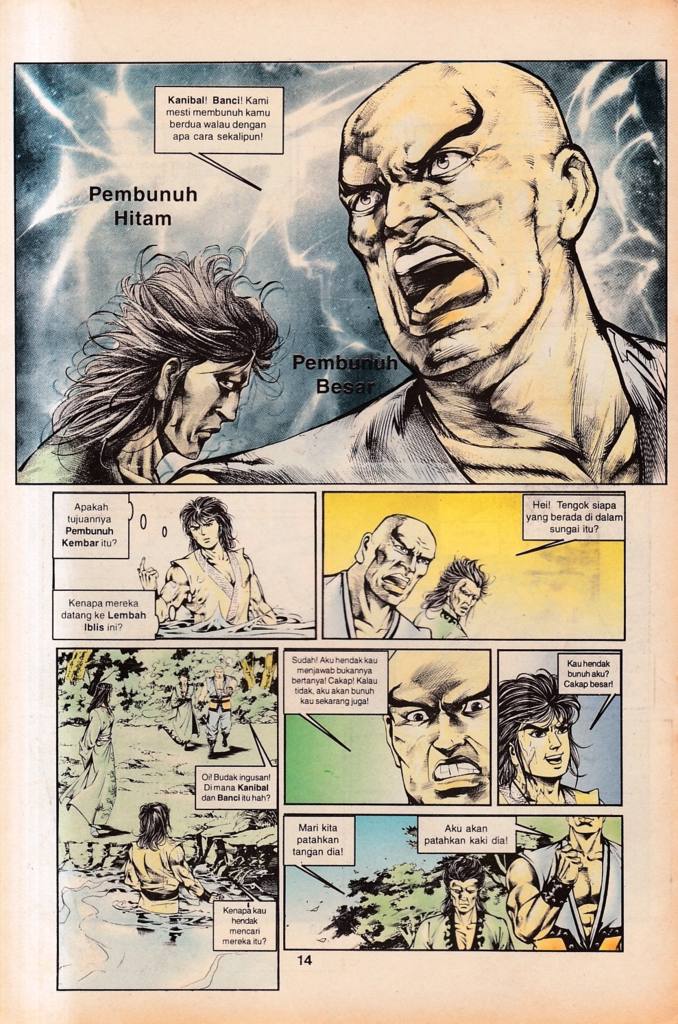 Kanibal! Banci! Kami
mesti membunuh kamu
berdua walau dengan
apa cara sekalipun!
Pembunuh
Hitam
Pembunuh
Besar
Apakah
tujuannya
Pembunuh
Kembar itu?
Kenapa mereka
datang ke Lembah
Iblis ini?
Hei! Tengok siapa
yang berada di dalam
sungai itu?
Oi! Budak ingusan!
Di mana Kanibal
dan Banci itu hah?
Kenapa kau
hendak
mencari
mereka itu?
Sudah! Aku hendak kau
menjawab bukannya
bertanya! Cakap! Kalau
tidak, aku akan bunuh
kau sekarang juga!
Kau hendak
bunuh aku?
Cakap besar!
Mari kita
patahkan
tangan dia!
Aku akan
patahkan kaki dia!
14